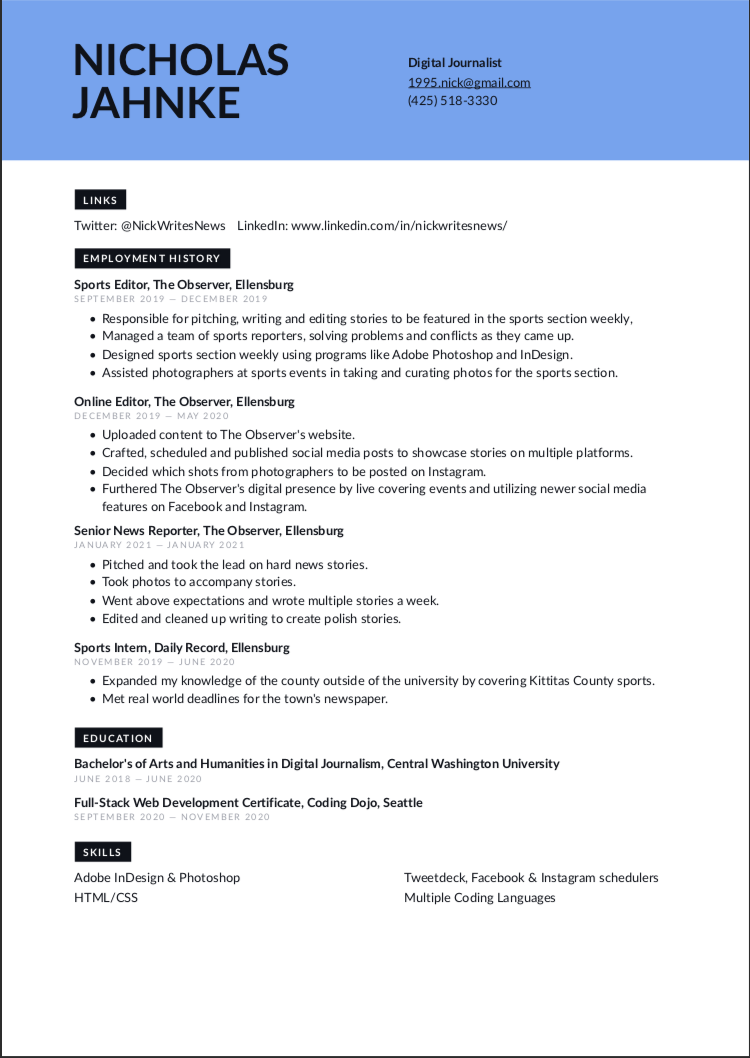 NICHOLAS
JAHNKE
Digital Journalist
1995.nick@gmail.com
(425) 518-3330
LINKS
Twitter: @NickWritesNews LinkedIn: www.linkedin.com/in/nickwritesnews/
EMPLOYMENT HISTORY
Sports Editor, The Observer, Ellensburg
SEPTEMBER 2019 — DECEMBER 2019
• Responsible for pitching, writing and editing stories to be featured in the sports section weekly,
• Managed a team of sports reporters, solving problems and conflicts as they came up.
• Designed sports section weekly using programs like Adobe Photoshop and InDesign.
• Assisted photographers at sports events in taking and curating photos for the sports section.
Online Editor, The Observer, Ellensburg
DECEMBER 2019 — MAY 2020
• Uploaded content to The Observer's website.
• Crafted, scheduled and published social media posts to showcase stories on multiple platforms.
• Decided which shots from photographers to be posted on Instagram.
• Furthered The Observer's digital presence by live covering events and utilizing newer social media
features on Facebook and Instagram.
Senior News Reporter, The Observer, Ellensburg
JANUARY 2021 — JANUARY 2021
• Pitched and took the lead on hard news stories.
• Took photos to accompany stories.
• Went above expectations and wrote multiple stories a week.
• Edited and cleaned up writing to create polish stories.
Sports Intern, Daily Record, Ellensburg
NOVEMBER 2019 — JUNE 2020
• Expanded my knowledge of the county outside of the university by covering Kittitas County sports.
• Met real world deadlines for the town's newspaper.
EDUCATION
Bachelor's of Arts and Humanities in Digital Journalism, Central Washington University
JUNE 2018 — JUNE 2020
Full-Stack Web Development Certificate, Coding Dojo, Seattle
SEPTEMBER 2020 — NOVEMBER 2020
SKILLS
Adobe InDesign & Photoshop
Tweetdeck, Facebook & Instagram schedulers
HTML/CSS
Multiple Coding Languages